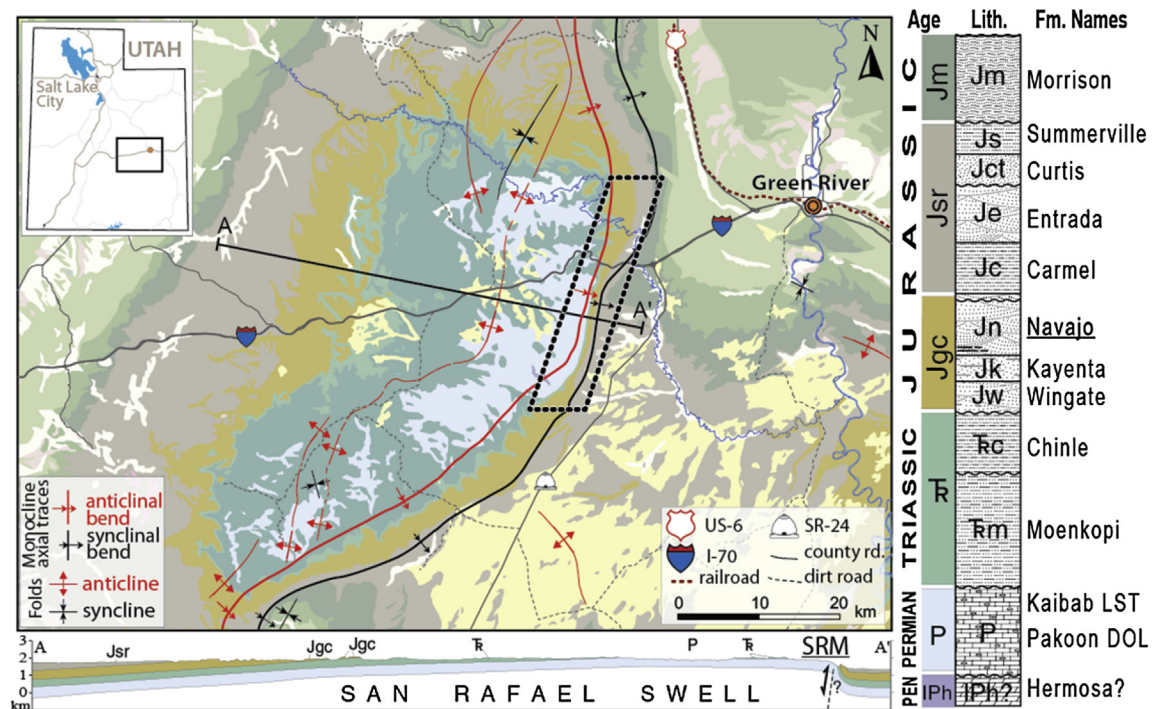 UTAH
Salt Lake
City
N
Green River
A
A'
Monocline
axial traces
anticlinal
bend
synclinal
bend
Folds
anticline
syncline
US-6
SR-24
I-70
county rd.
railroad
dirt road
0 10 20
km
3
2
1
0
km
A
Jsr
Jgc
Jgc
Ћ
P
Ћ
SRM
A'
?
SAN RAFAEL SWELL
Age Lith. Fm. Names
JURASSIC
Jm
Jm
Morrison
Jsr
Js
Summerville
Jct
Curtis
Je
Entrada
Jc
Carmel
Jgc
Jn
Navajo
Jk
Kayenta
Jw
Wingate
TRIASSIC
Ћ
Ћc
Chinle
Ћm
Moenkopi
PERMIAN
P
P
Kaibab LST
Pakoon DOL
PEN
IPh
IPh?
Hermosa?